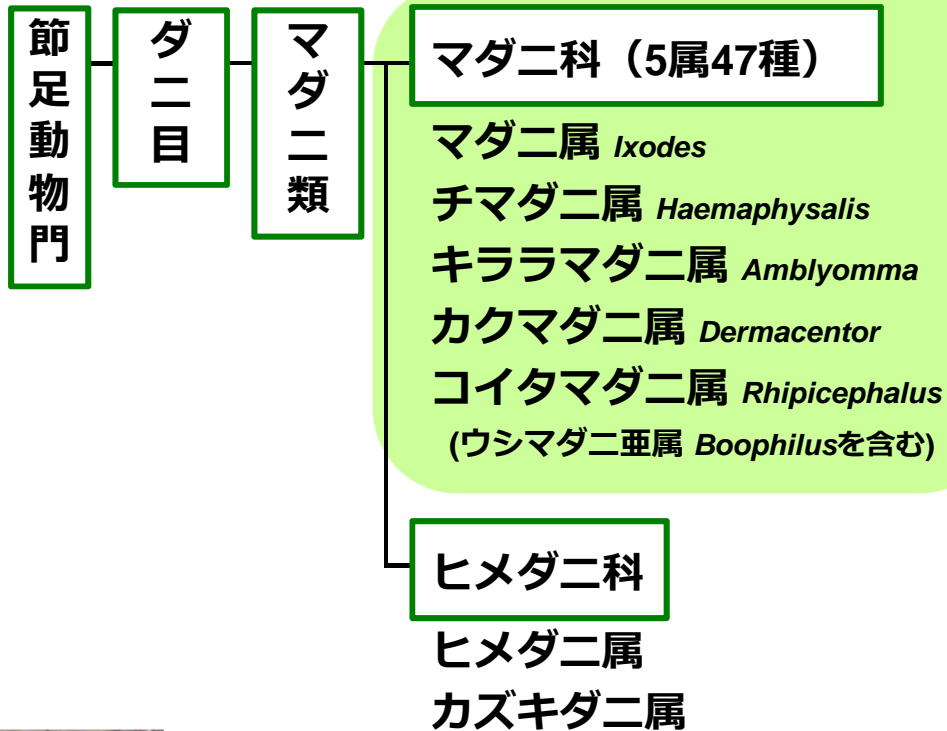 節足動物門
ダニ目
マダニ類
マダニ科（5属47種）
マダニ属 Ixodes
チマダニ属 Haemaphysalis
キララマダニ属 Amblyomma
カクマダニ属 Dermacentor
コイタマダニ属 Rhipicephalus
(ウシマダニ亜属 Boophilusを含む)
ヒメダニ科
ヒメダニ属
カズキダニ属